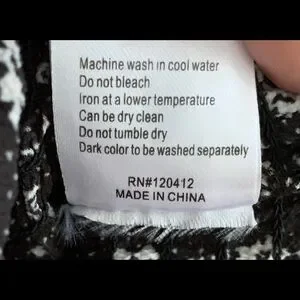 Machine wash in cool water
Do not bleach
Iron at a lower temperature
Can be dry clean
Do not tumble dry
Dark color to be washed separately
RN#120412
MADE IN CHINA